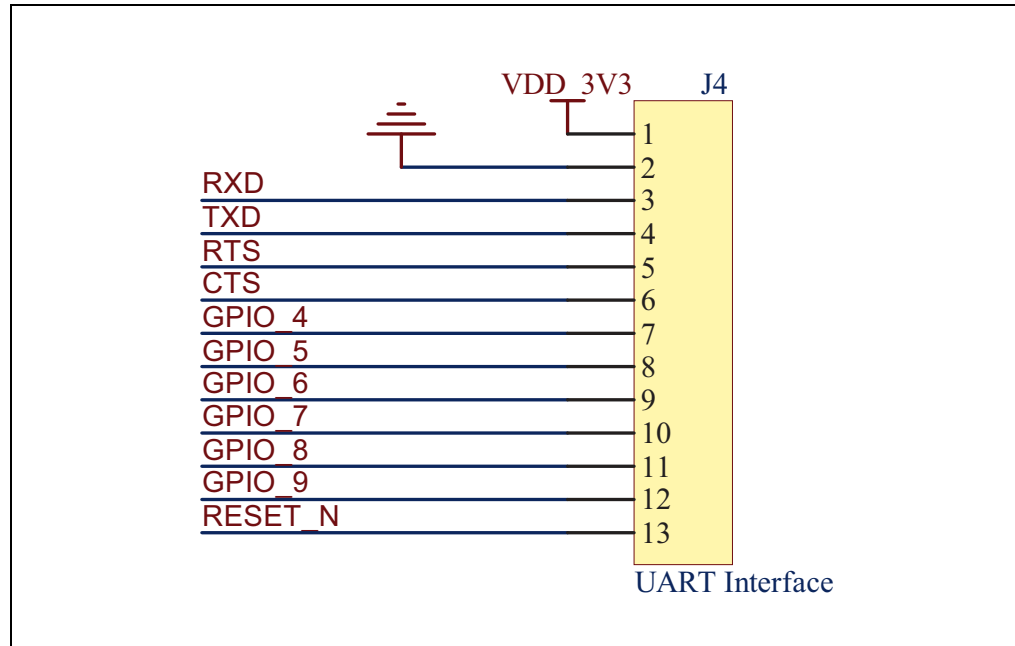 VDD_3V3 J4
1
2
RXD 3
TXD 4
RTS 5
CTS 6
GPIO_4 7
GPIO_5 8
GPIO_6 9
GPIO_7 10
GPIO_8 11
GPIO_9 12
RESET_N 13
UART Interface